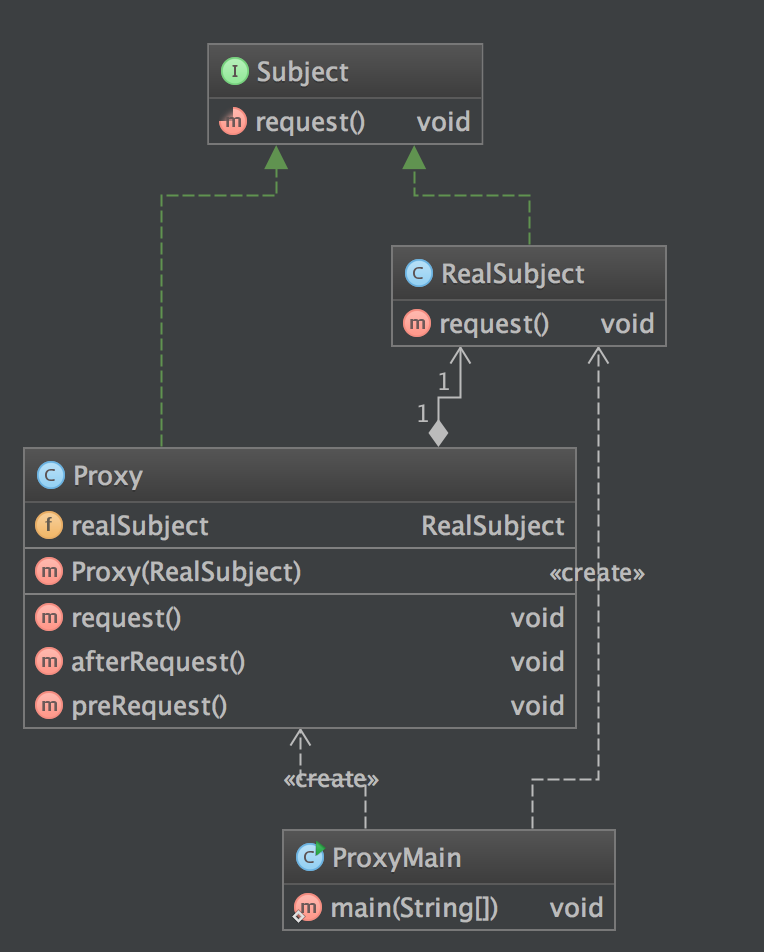 Subject
request() void
RealSubject
request() void
1
1
Proxy
realSubject RealSubject
Proxy(RealSubject)
«create»
request() void
afterRequest() void
preRequest() void
«create»
ProxyMain
main(String[]) void